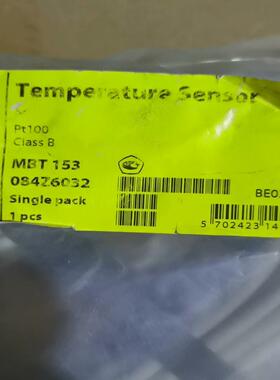 Temperature Sensor
Pt100
Class B
MBT 153
084Z6032
Single pack
1 pcs
BE0
5 702423 14